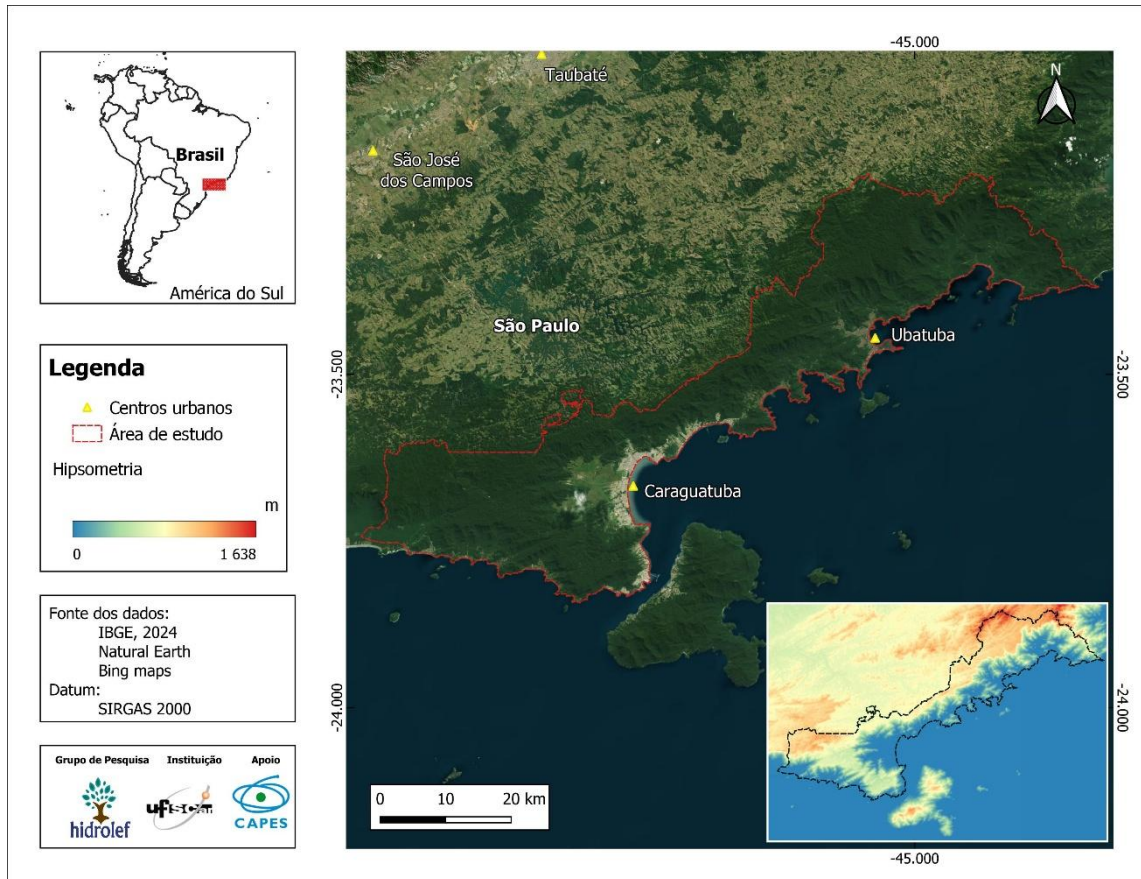 Brasil
América do Sul
Legenda
Centros urbanos
Área de estudo
Hipsometria
m
0
1 638
Fonte dos dados:
IBGE, 2024
Natural Earth
Bing maps
Datum:
SIRGAS 2000
Grupo de Pesquisa Instituição Apoio
hidrolef
ufscar
CAPES
-45.000
N
Taubaté
São José
dos Campos
São Paulo
Ubatuba
-23.500
-23.500
Caraguatuba
-24.000
-24.000
0 10 20 km
-45.000